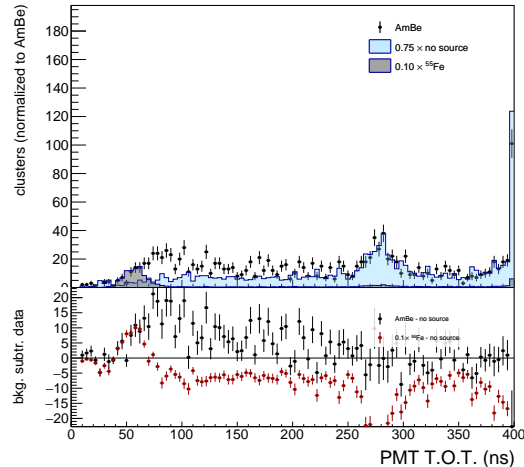 clusters (normalized to AmBe)
180
160
140
120
100
80
60
40
20
0
AmBe
0.75 × no source
0.10 × ⁵⁵Fe
bkg. subtr. data
20
15
10
5
0
−5
−10
−15
−20
AmBe - no source
0.1× ⁵⁵Fe - no source
0 50 100 150 200 250 300 350 400
PMT T.O.T. (ns)